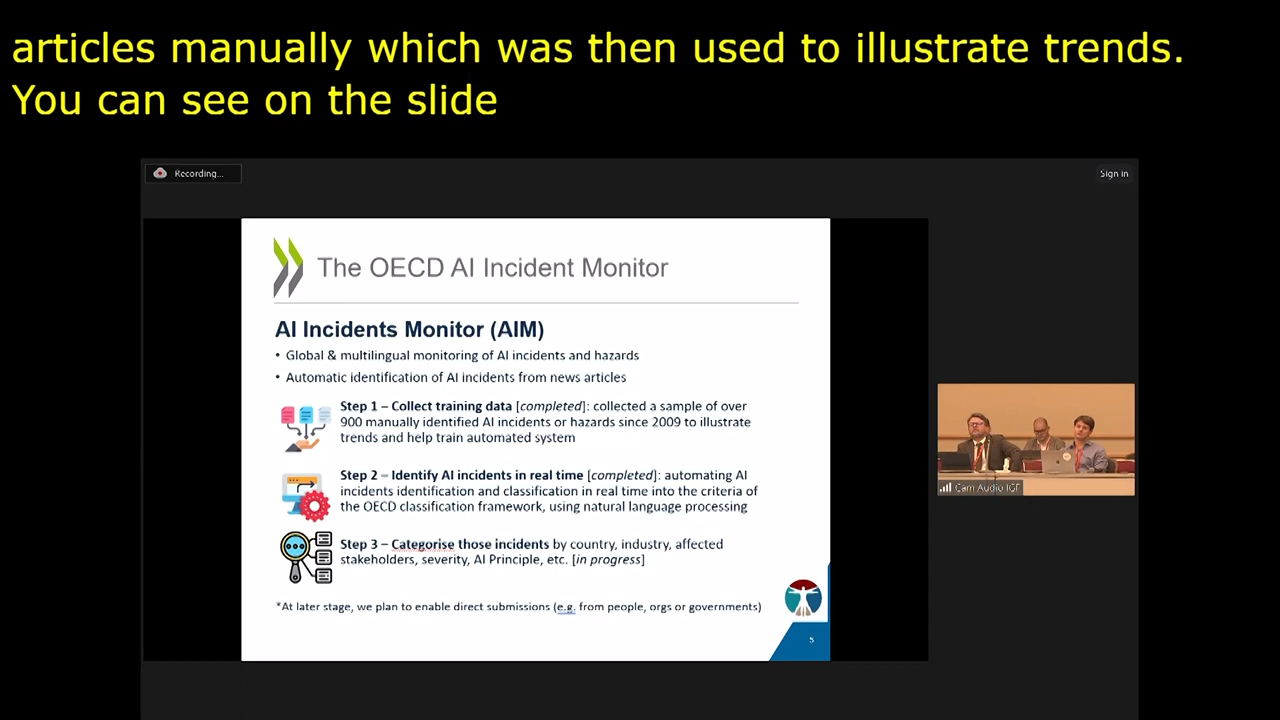 articles manually which was then used to illustrate trends.
You can see on the slide
Recording...
Sign in
The OECD AI Incident Monitor
AI Incidents Monitor (AIM)
• Global & multilingual monitoring of AI incidents and hazards
• Automatic identification of AI incidents from news articles
Step 1 – Collect training data [completed]: collected a sample of over
900 manually identified AI incidents or hazards since 2009 to illustrate
trends and help train automated system
Step 2 – Identify AI incidents in real time [completed]: automating AI
incidents identification and classification in real time into the criteria of
the OECD classification framework, using natural language processing
Step 3 – Categorise those incidents by country, industry, affected
stakeholders, severity, AI Principle, etc. [in progress]
*At later stage, we plan to enable direct submissions (e.g. from people, orgs or governments)
5
Cam Audio IGF